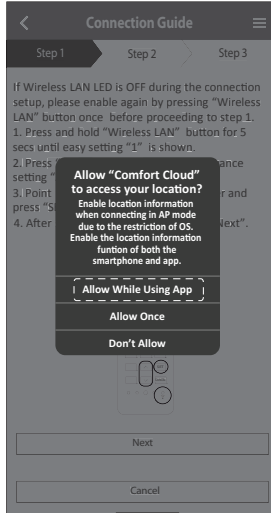 Connection Guide
Step 1
Step 2
Step 3
If Wireless LAN LED is OFF during the connection
setup, please enable again by pressing "Wireless
LAN" button once before proceeding to step 1.
1. Press and hold "Wireless LAN" button for 5
secs until easy setting "1" is shown.
2. Press "
setting "
3. Point
press "S
4. After
ance
r and
Next".
Allow "Comfort Cloud"
to access your location?
Enable location information
when connecting in AP mode
due to the restriction of OS.
Enable the location information
funtion of both the
smartphone and app.
Allow While Using App
Allow Once
Don't Allow
Next
Cancel